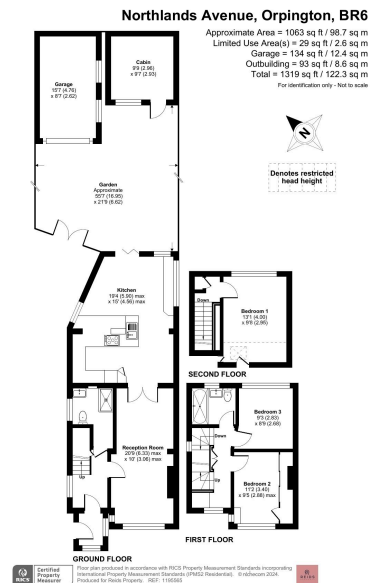 Northlands Avenue, Orpington, BR6
Approximate Area = 1063 sq ft / 98.7 sq m
Limited Use Area(s) = 29 sq ft / 2.6 sq m
Garage = 134 sq ft / 12.4 sq m
Outbuilding = 93 sq ft / 8.6 sq m
Total = 1319 sq ft / 122.3 sq m
For identification only - Not to scale
Garage
15'7 (4.76)
x 8'7 (2.62)
Cabin
9'9 (2.96)
x 9'7 (2.93)
N
Denotes restricted
head height
Garden
Approximate
55'7 (16.95)
x 21'9 (6.62)
Kitchen
19'4 (5.90) max
x 15' (4.56) max
Down
Bedroom 1
13'1 (4.00)
x 9'8 (2.95)
SECOND FLOOR
Reception Room
20'9 (6.33) max
x 10' (3.06) max
Up
GROUND FLOOR
Bedroom 3
9'3 (2.83)
x 8'9 (2.68)
Down
Up
Bedroom 2
11'2 (3.40)
x 9'5 (2.88) max
FIRST FLOOR
RICS
Certified
Property
Measurer
Floor plan produced in accordance with RICS Property Measurement Standards incorporating
International Property Measurement Standards (IPMS2 Residential). © nichecom 2024.
Produced for Reids Property. REF: 1195593
REIDS